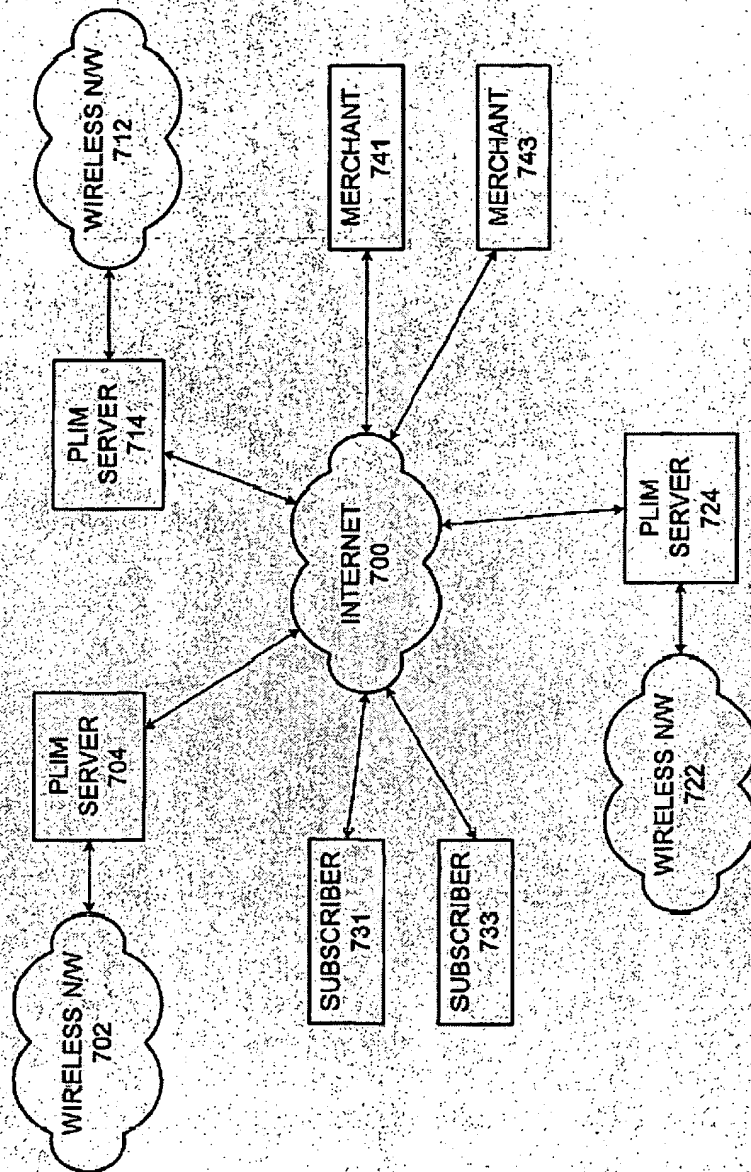 WIRELESS N/W
702
PLIM
SERVER
704
PLIM
SERVER
714
WIRELESS N/W
712
SUBSCRIBER
731
INTERNET
700
MERCHANT
741
SUBSCRIBER
733
MERCHANT
743
WIRELESS N/W
722
PLIM
SERVER
724